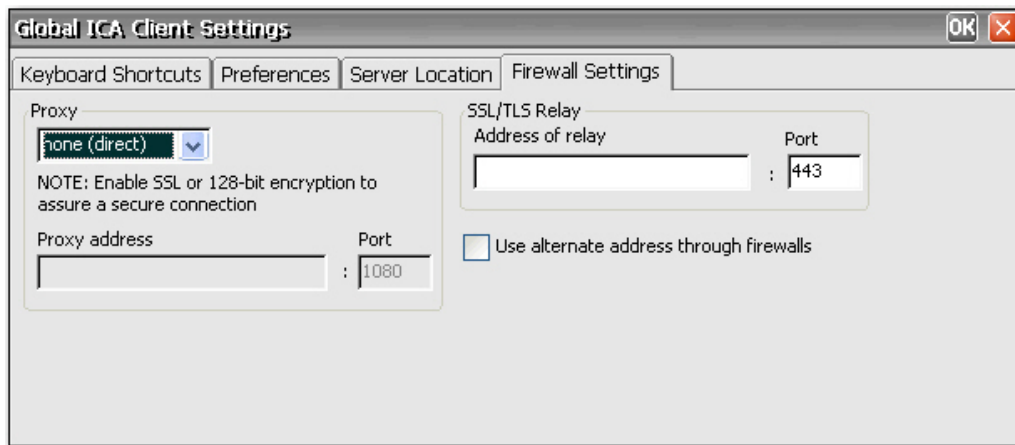 Global ICA Client Settings
OK
Keyboard Shortcuts
Preferences
Server Location
Firewall Settings
Proxy
none (direct)
NOTE: Enable SSL or 128-bit encryption to
assure a secure connection
Proxy address
Port
:
1080
SSL/TLS Relay
Address of relay
Port
:
443
Use alternate address through firewalls